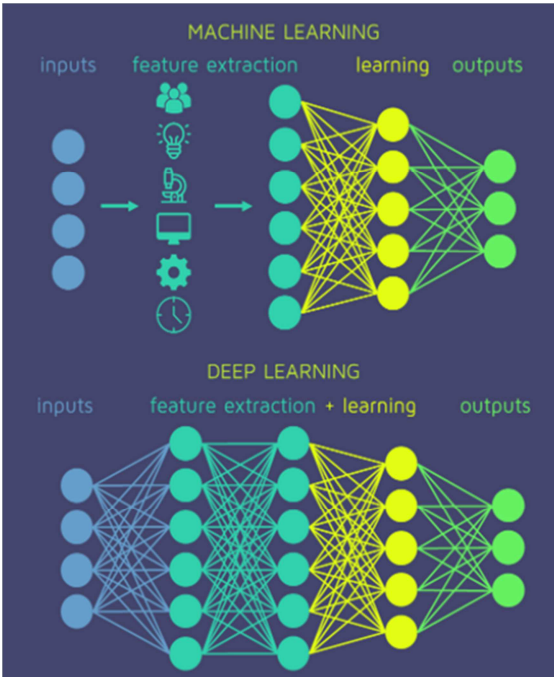 MACHINE LEARNING
inputs feature extraction learning outputs
DEEP LEARNING
inputs feature extraction + learning outputs